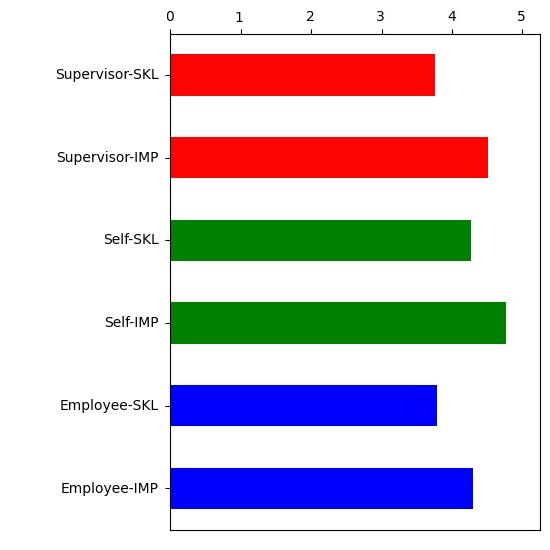 0 1 2 3 4 5
Supervisor-SKL
Supervisor-IMP
Self-SKL
Self-IMP
Employee-SKL
Employee-IMP